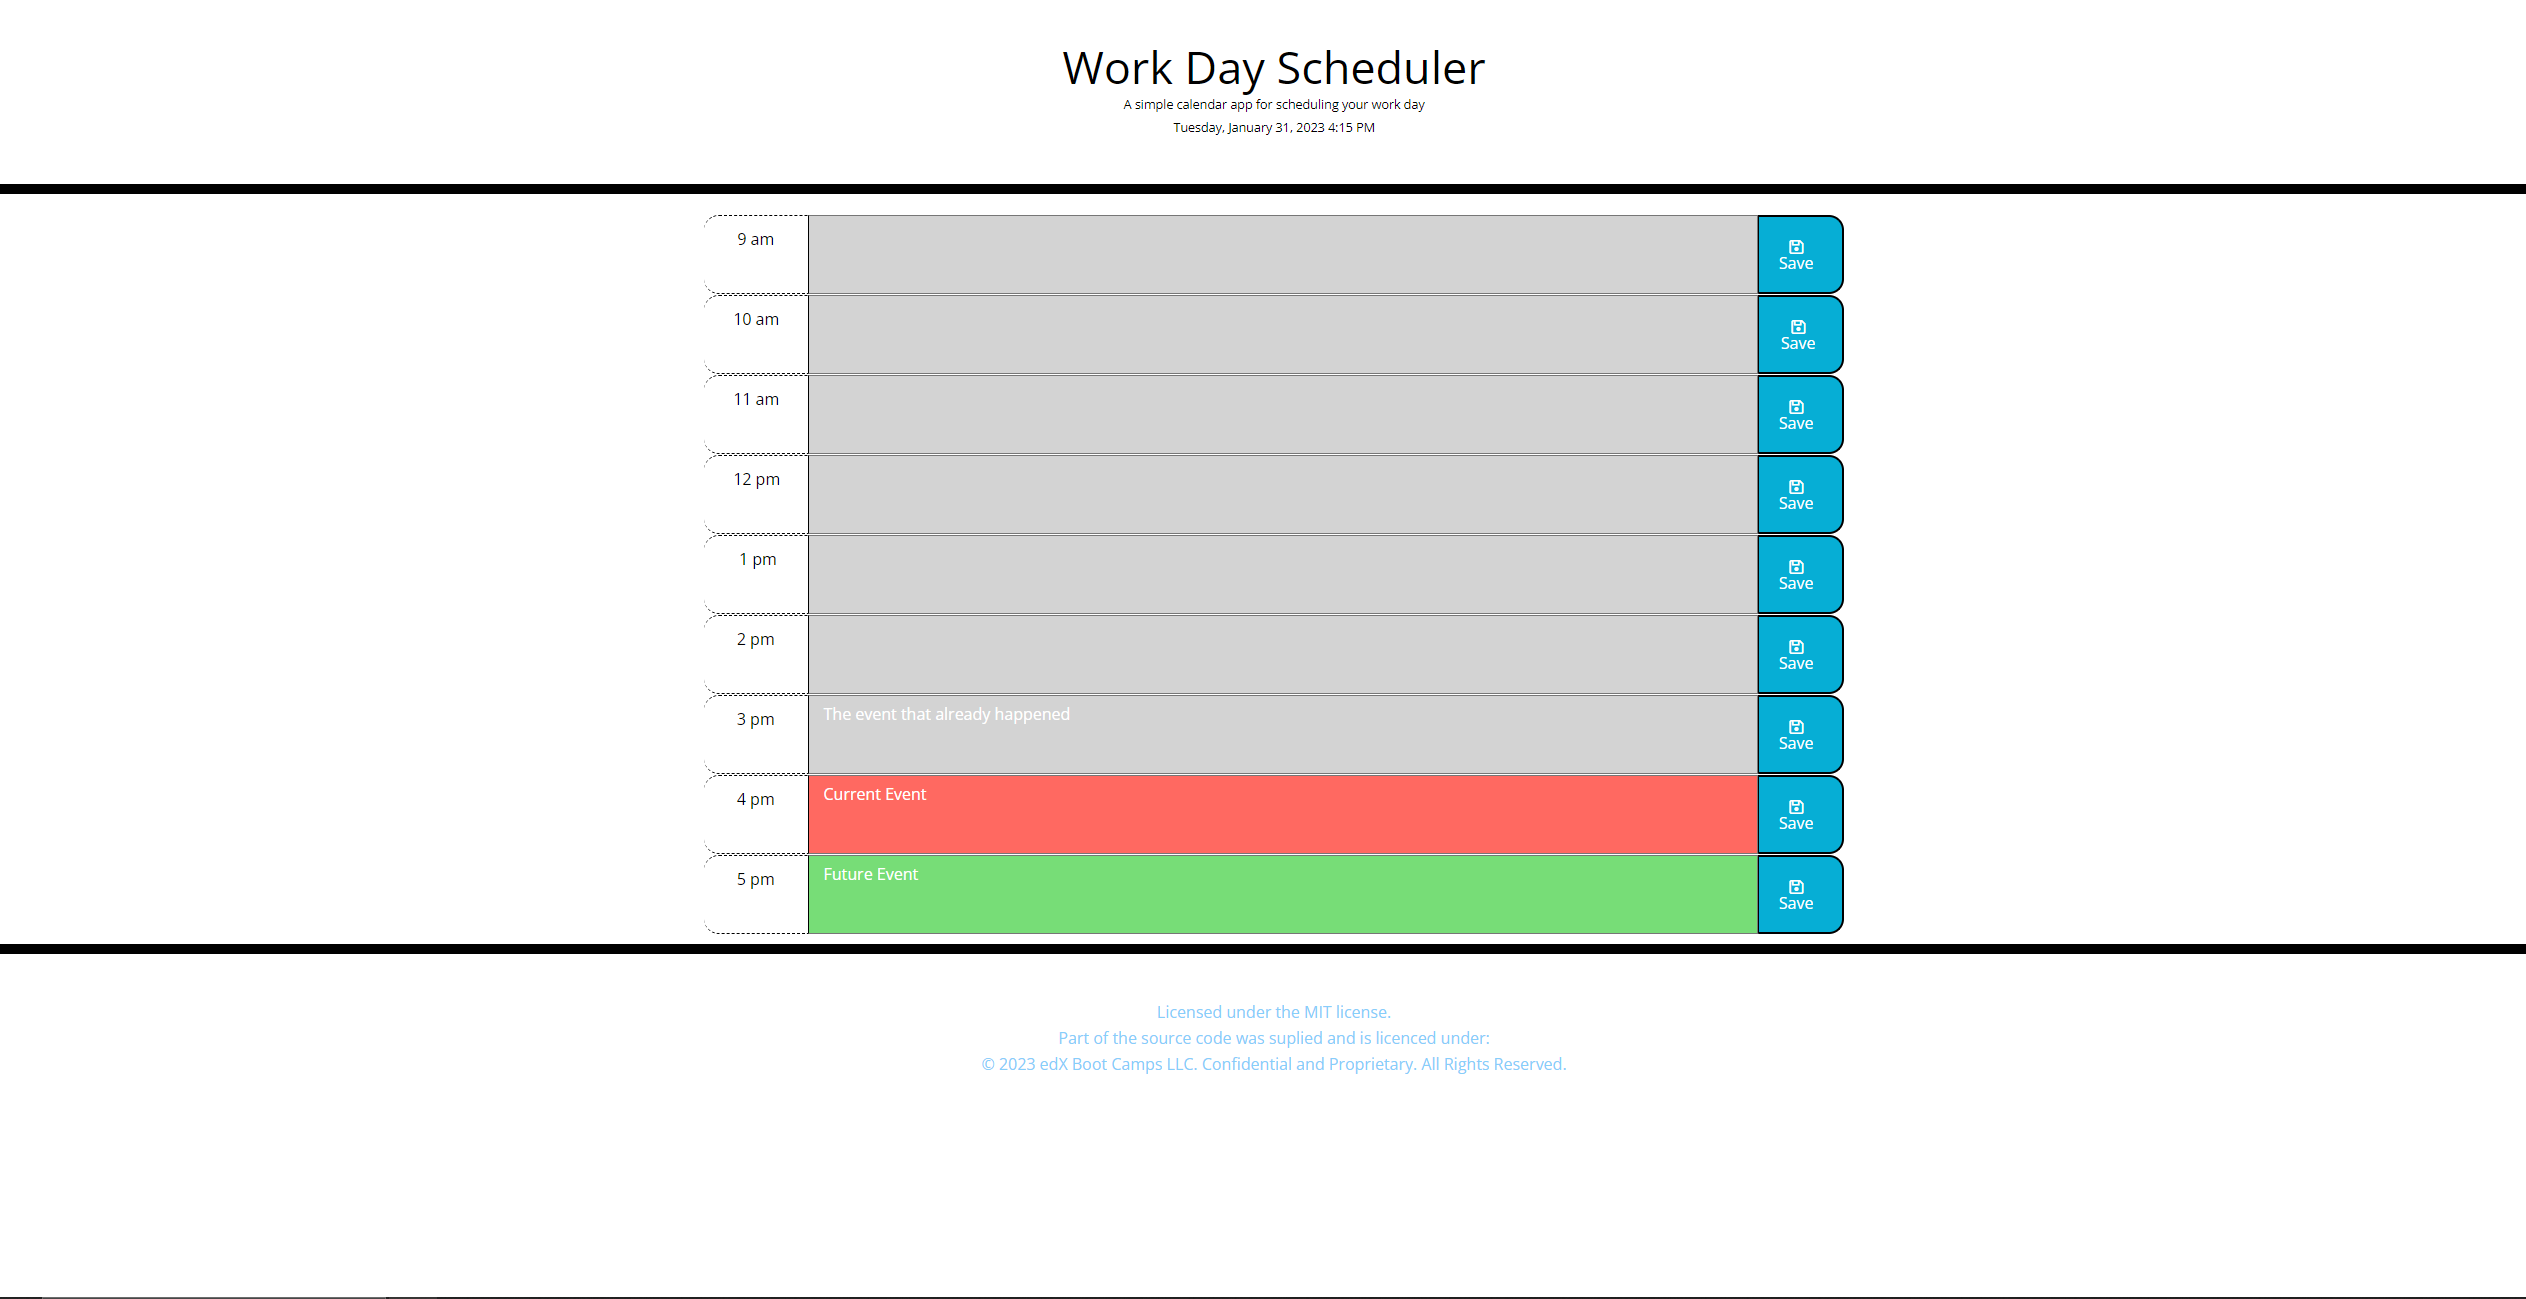 Work Day Scheduler
A simple calendar app for scheduling your work day
Tuesday, January 31, 2023 4:15 PM
9 am
Save
10 am
Save
11 am
Save
12 pm
Save
1 pm
Save
2 pm
Save
3 pm
The event that already happened
Save
4 pm
Current Event
Save
5 pm
Future Event
Save
Licensed under the MIT license.
Part of the source code was suplied and is licenced under:
© 2023 edX Boot Camps LLC. Confidential and Proprietary. All Rights Reserved.